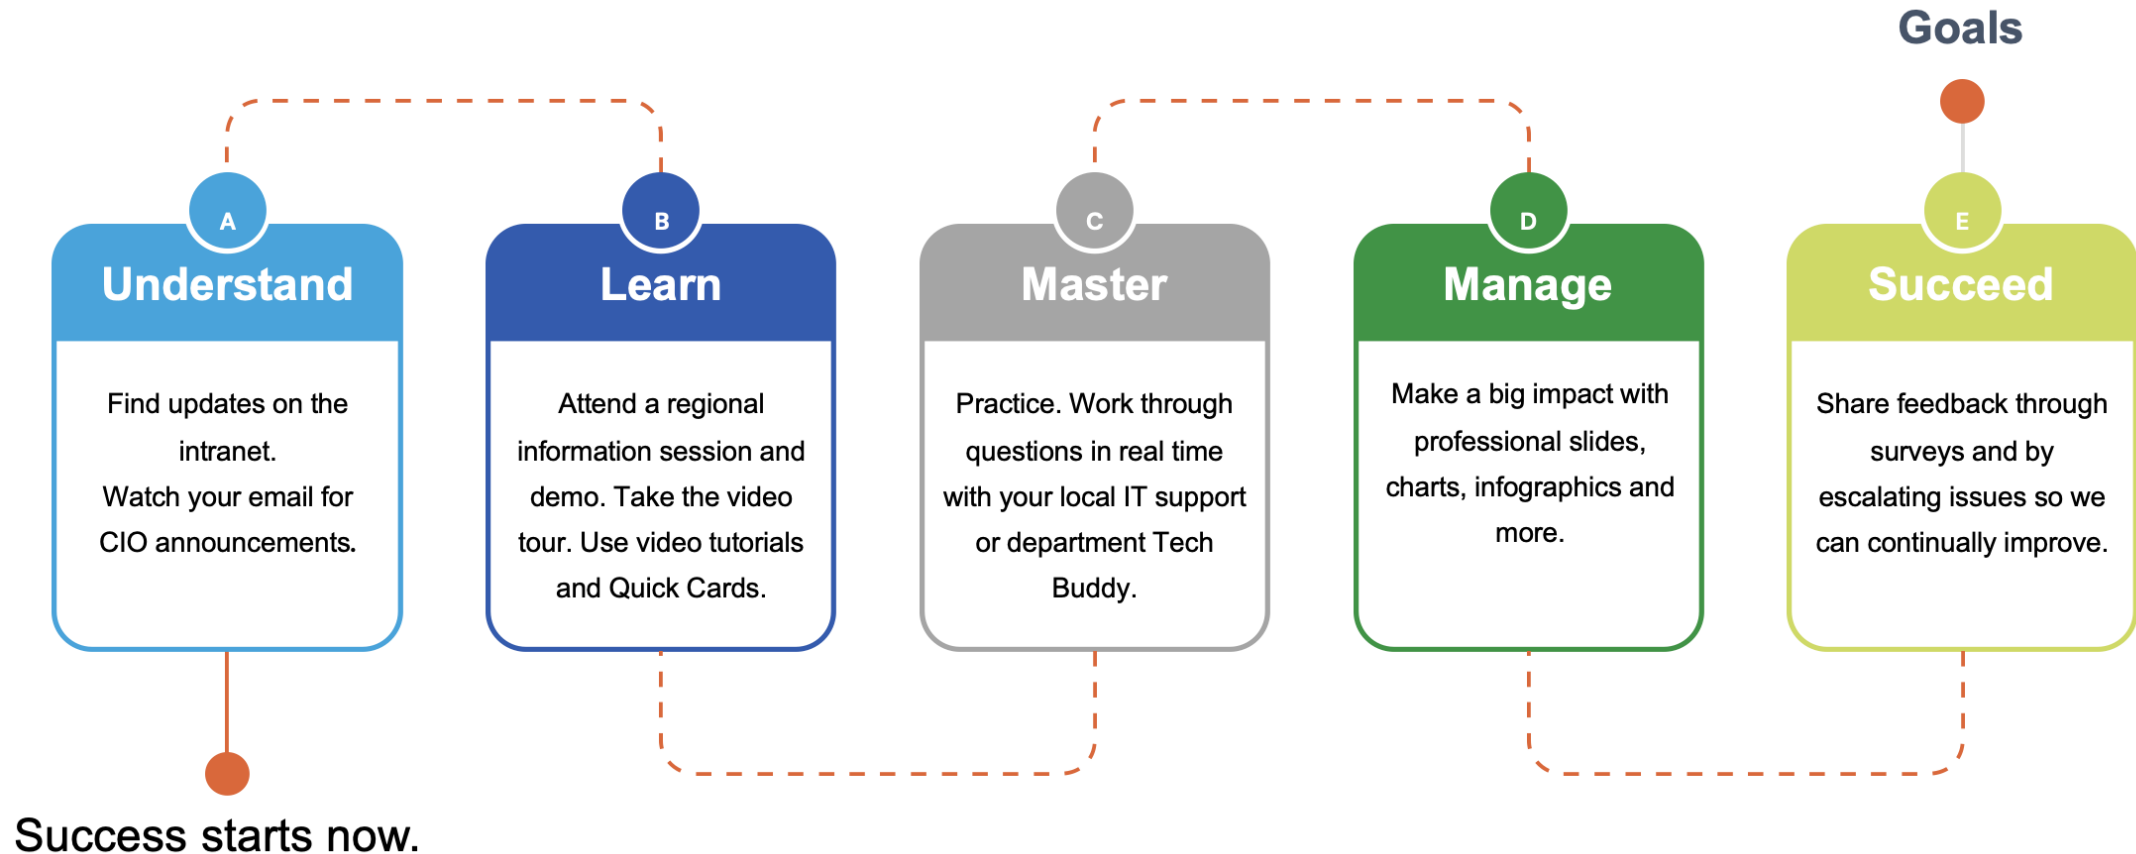 Goals
A
Understand
Find updates on the
intranet.
Watch your email for
CIO announcements.
B
Learn
Attend a regional
information session and
demo. Take the video
tour. Use video tutorials
and Quick Cards.
C
Master
Practice. Work through
questions in real time
with your local IT support
or department Tech
Buddy.
D
Manage
Make a big impact with
professional slides,
charts, infographics and
more.
E
Succeed
Share feedback through
surveys and by
escalating issues so we
can continually improve.
Success starts now.